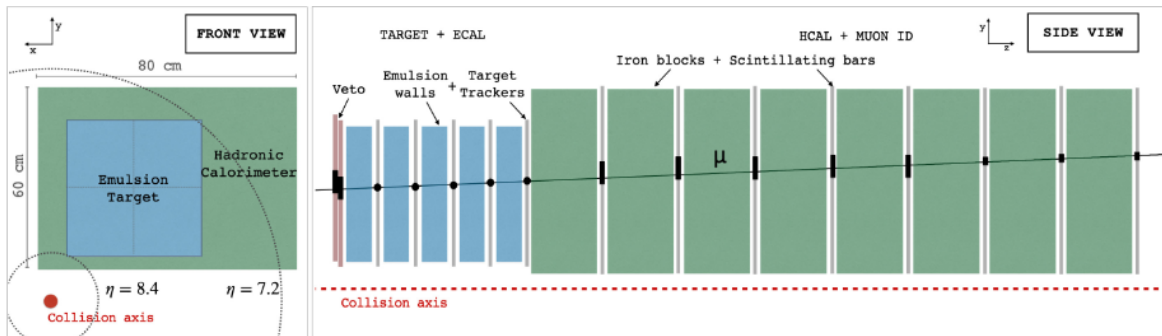 y
x
FRONT VIEW
80 cm
60 cm
Hadronic
Calorimeter
Emulsion
Target
η = 8.4
η = 7.2
Collision axis
TARGET + ECAL
HCAL + MUON ID
y
z
SIDE VIEW
Iron blocks + Scintillating bars
Veto
Emulsion
walls
+
Target
Trackers
μ
Collision axis